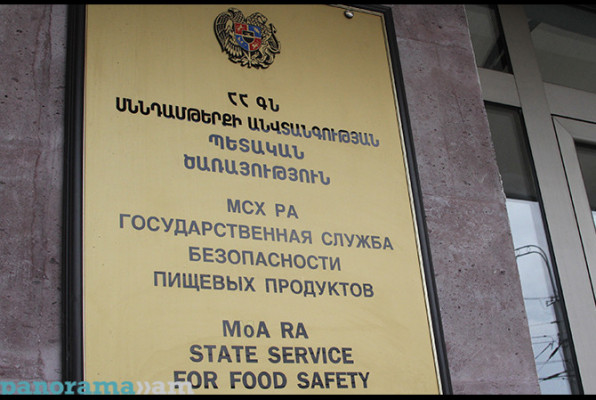 ՀՀ ԳՆ
ՍՆՆԴԱՄԹԵՐՔԻ ԱՆՎՏԱՆԳՈՒԹՅԱՆ
ՊԵՏԱԿԱՆ
ԾԱՌԱՅՈՒԹՅՈՒՆ
МСХ РА
ГОСУДАРСТВЕННАЯ СЛУЖБА
БЕЗОПАСНОСТИ
ПИЩЕВЫХ ПРОДУКТОВ
MoA RA
STATE SERVICE
FOR FOOD SAFETY
panorama»am